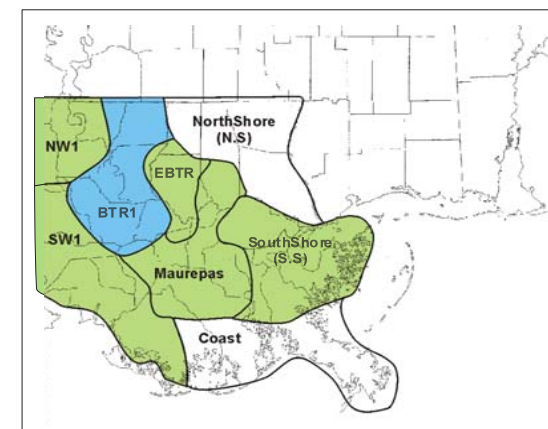 NorthShore
(N.S)
NW1
EBTR
BTR1
SW1
SouthShore
(S.S)
Maurepas
Coast